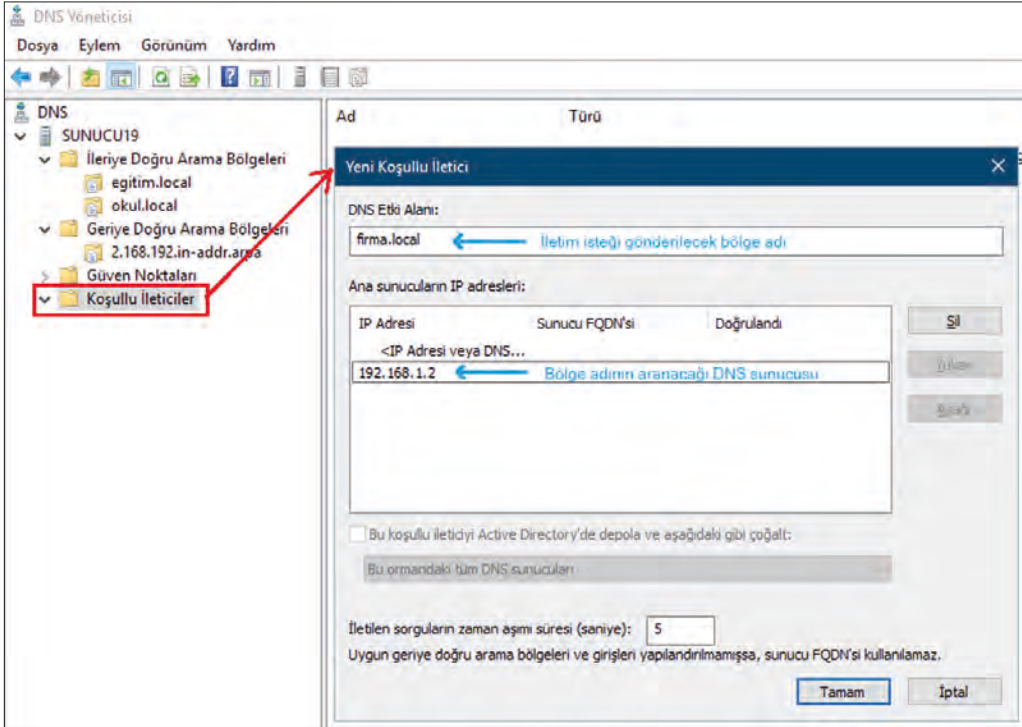 DNS Yöneticisi
Dosya Eylem Görünüm Yardım
DNS
SUNUCU19
İleriye Doğru Arama Bölgeleri
egitim.local
okul.local
Geriye Doğru Arama Bölgeleri
2.168.192.in-addr.arpa
Güven Noktaları
Koşullu İleticiler
Ad Türü
Yeni Koşullu İletici
DNS Etki Alanı:
firma.local İletim isteği gönderilecek bölge adı
Ana sunucuların IP adresleri:
IP Adresi Sunucu FQDN'si Doğrulandı
<IP Adresi veya DNS...
192.168.1.2 Bölge adının aranacağı DNS sunucusu
Sil
Yukarı
Aşağı
Bu koşullu ileticiyi Active Directory'de depola ve aşağıdaki gibi çoğalt:
Bu ormandaki tüm DNS sunucuları
İletilen sorguların zaman aşımı süresi (saniye): 5
Uygun geriye doğru arama bölgeleri ve girişleri yapılandırılmamışsa, sunucu FQDN'si kullanılamaz.
Tamam İptal